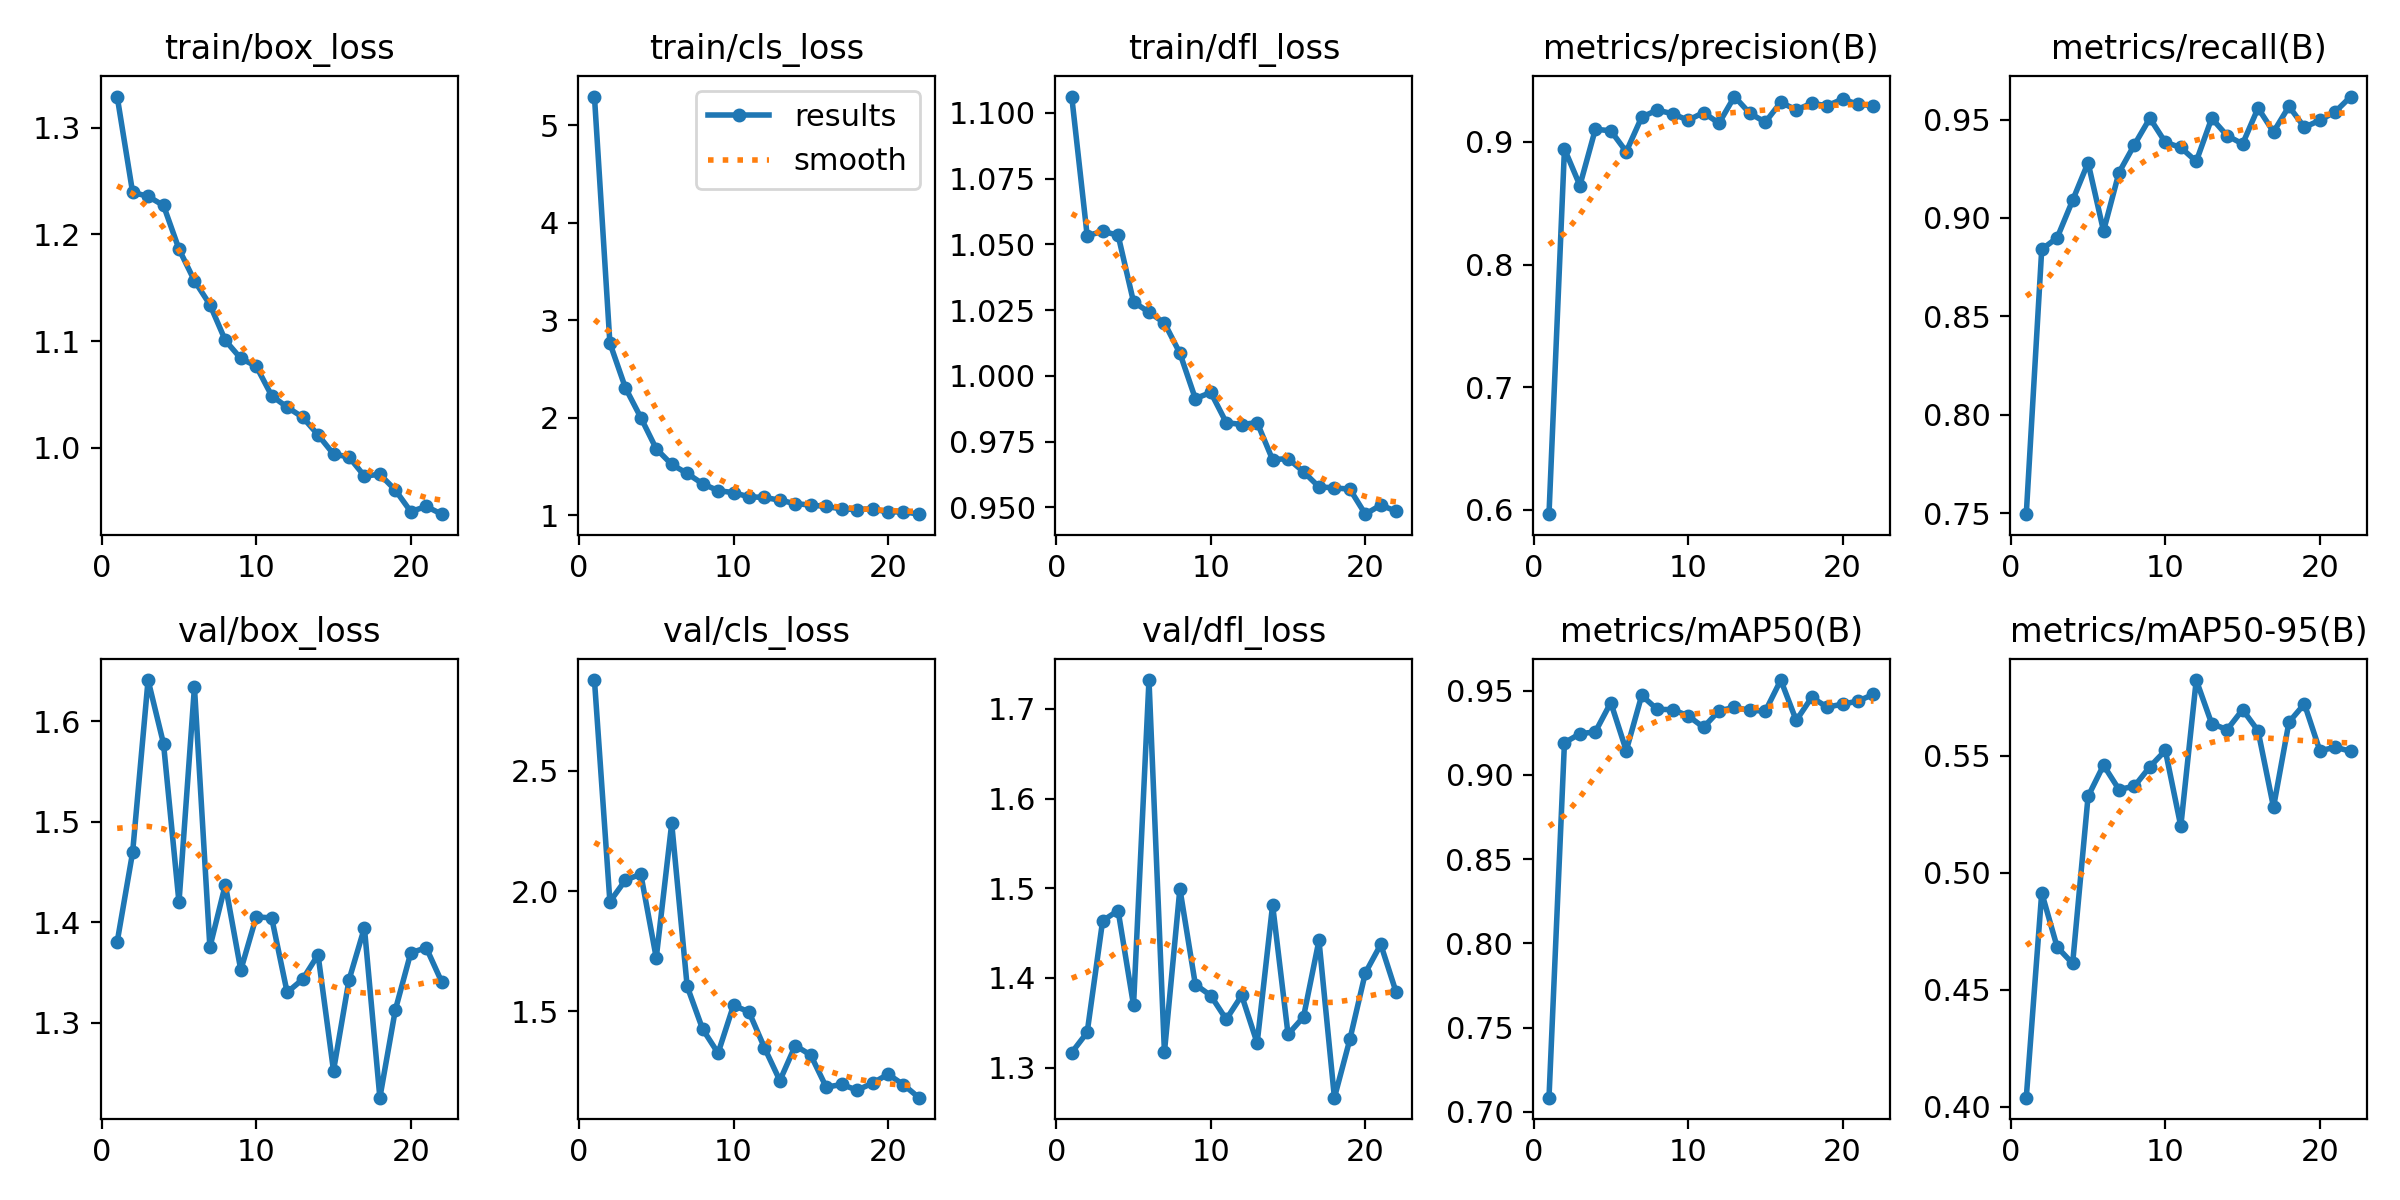 train/box_loss
1.3
1.2
1.1
1.0
0 10 20
train/cls_loss
results
smooth
5
4
3
2
1
0 10 20
train/dfl_loss
1.100
1.075
1.050
1.025
1.000
0.975
0.950
0 10 20
metrics/precision(B)
0.9
0.8
0.7
0.6
0 10 20
metrics/recall(B)
0.95
0.90
0.85
0.80
0.75
0 10 20
val/box_loss
1.6
1.5
1.4
1.3
0 10 20
val/cls_loss
2.5
2.0
1.5
0 10 20
val/dfl_loss
1.7
1.6
1.5
1.4
1.3
0 10 20
metrics/mAP50(B)
0.95
0.90
0.85
0.80
0.75
0.70
0 10 20
metrics/mAP50-95(B)
0.55
0.50
0.45
0.40
0 10 20